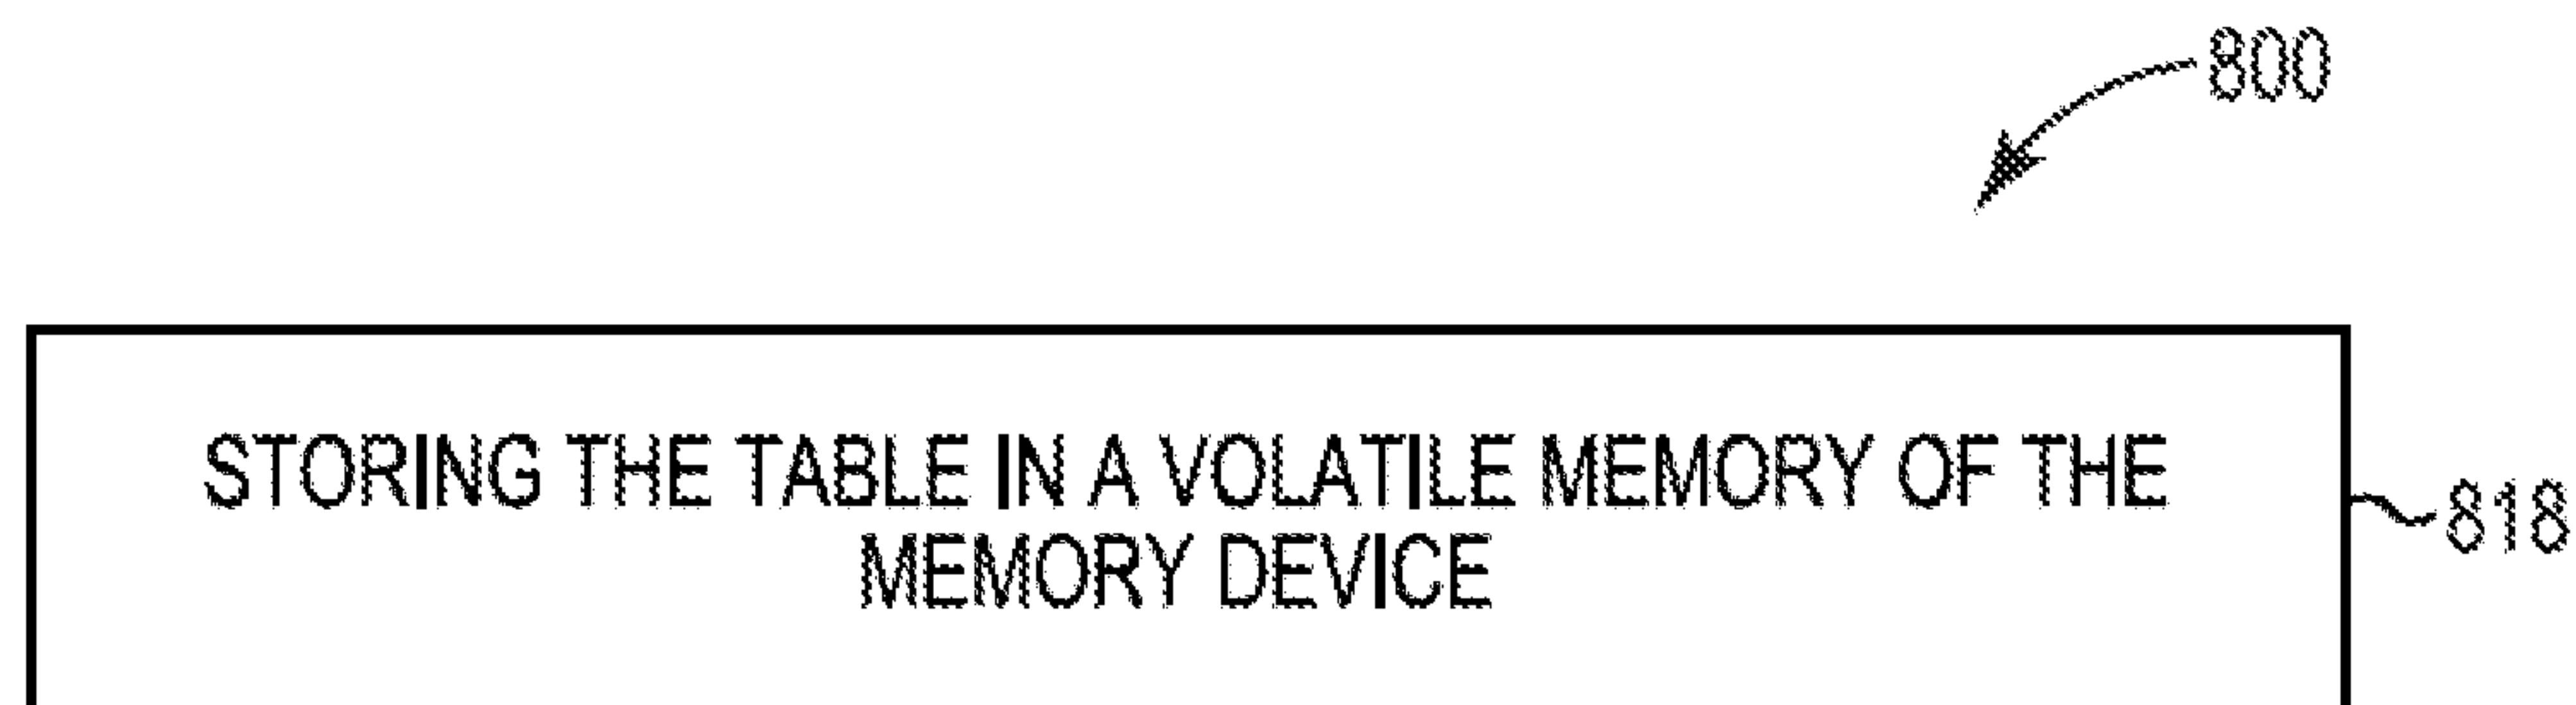 800
STORING THE TABLE IN A VOLATILE MEMORY OF THE
MEMORY DEVICE
818